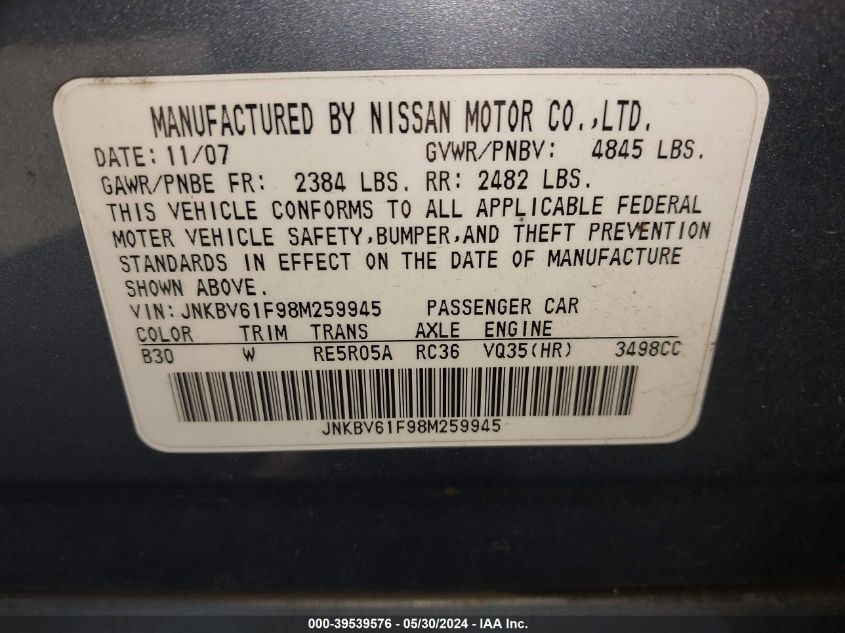 MANUFACTURED BY NISSAN MOTOR CO.,LTD.
DATE: 11/07 GVWR/PNBV: 4845 LBS.
GAWR/PNBE FR: 2384 LBS. RR: 2482 LBS.
THIS VEHICLE CONFORMS TO ALL APPLICABLE FEDERAL
MOTER VEHICLE SAFETY,BUMPER,AND THEFT PREVENTION
STANDARDS IN EFFECT ON THE DATE OF MANUFACTURE
SHOWN ABOVE.
VIN: JNKBV61F98M259945 PASSENGER CAR
COLOR TRIM TRANS AXLE ENGINE
B30 W RE5R05A RC36 VQ35(HR) 3498CC
JNKBV61F98M259945
000-39539576 — 05/30/2024 — IAA Inc.